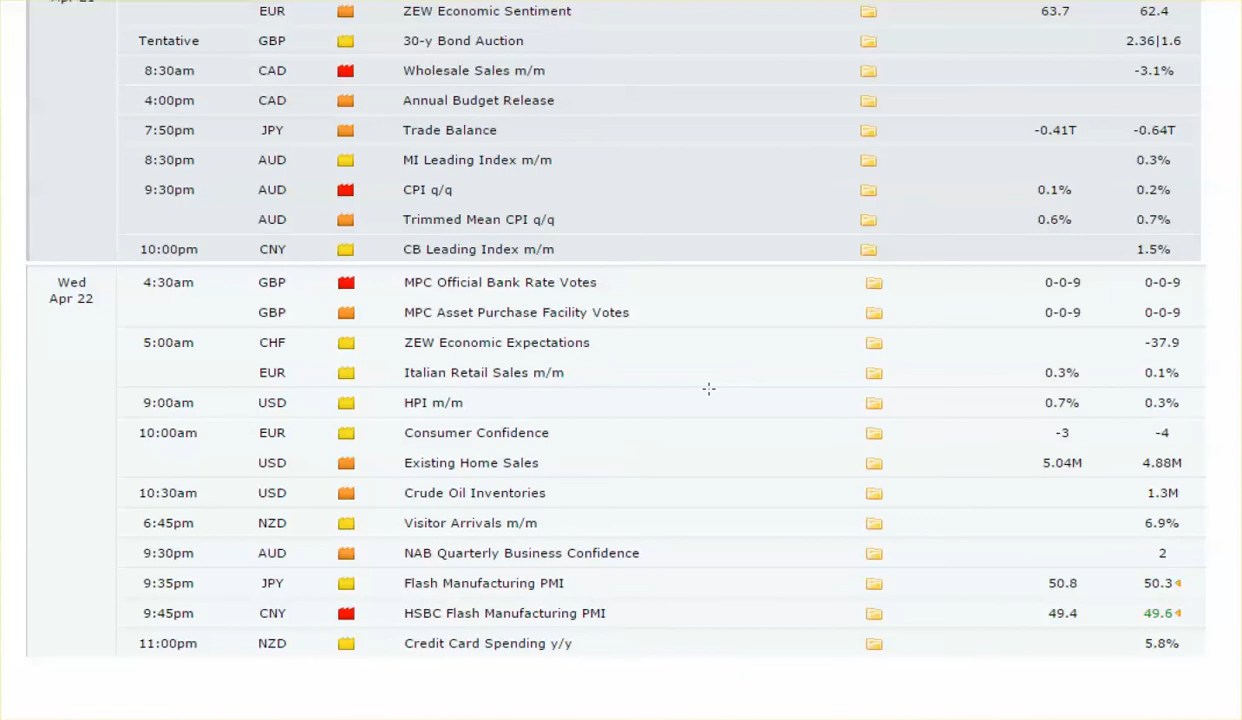 EUR ZEW Economic Sentiment 63.7 62.4
Tentative GBP 30-y Bond Auction 2.36|1.6
8:30am CAD Wholesale Sales m/m -3.1%
4:00pm CAD Annual Budget Release
7:50pm JPY Trade Balance -0.41T -0.64T
8:30pm AUD MI Leading Index m/m 0.3%
9:30pm AUD CPI q/q 0.1% 0.2%
AUD Trimmed Mean CPI q/q 0.6% 0.7%
10:00pm CNY CB Leading Index m/m 1.5%
Wed 4:30am GBP MPC Official Bank Rate Votes 0-0-9 0-0-9
Apr 22 GBP MPC Asset Purchase Facility Votes 0-0-9 0-0-9
5:00am CHF ZEW Economic Expectations -37.9
EUR Italian Retail Sales m/m 0.3% 0.1%
9:00am USD HPI m/m 0.7% 0.3%
10:00am EUR Consumer Confidence -3 -4
USD Existing Home Sales 5.04M 4.88M
10:30am USD Crude Oil Inventories 1.3M
6:45pm NZD Visitor Arrivals m/m 6.9%
9:30pm AUD NAB Quarterly Business Confidence 2
9:35pm JPY Flash Manufacturing PMI 50.8 50.3
9:45pm CNY HSBC Flash Manufacturing PMI 49.4 49.6
11:00pm NZD Credit Card Spending y/y 5.8%